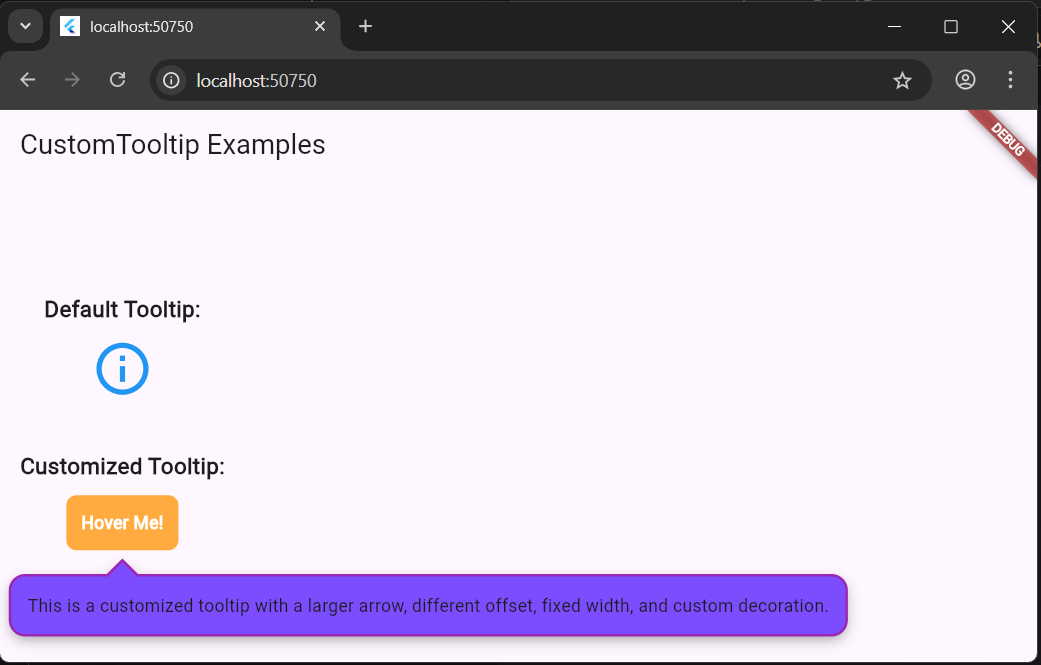 localhost:50750
localhost:50750
CustomTooltip Examples
DEBUG
Default Tooltip:
Customized Tooltip:
Hover Me!
This is a customized tooltip with a larger arrow, different offset, fixed width, and custom decoration.